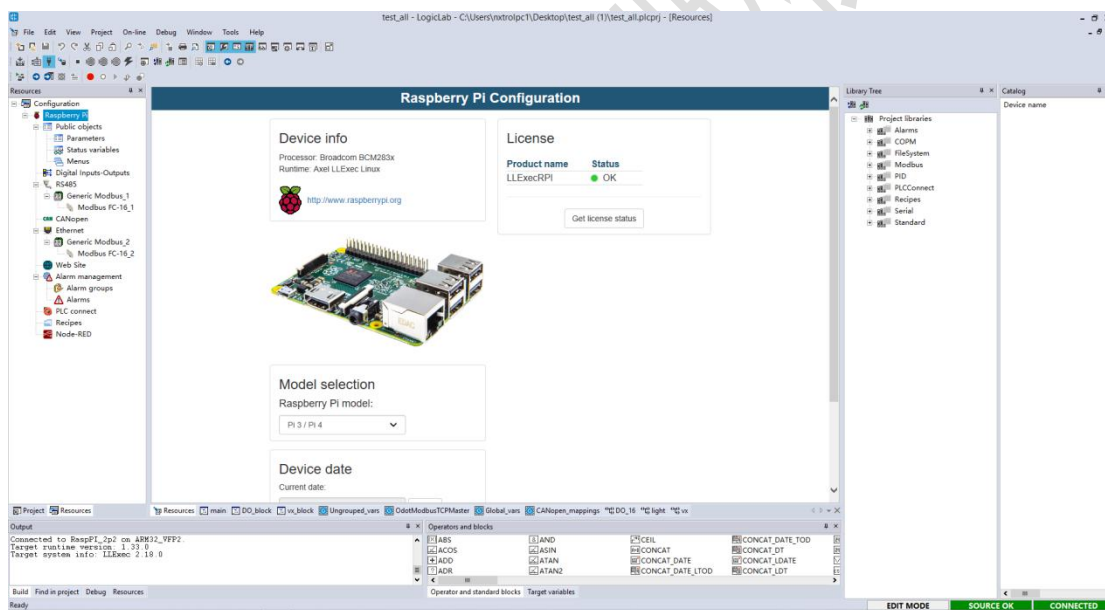 test_all - LogicLab - C:\Users\nxtrolpc1\Desktop\test_all (1)\test_all.plcprj - [Resources]
File Edit View Project On-line Debug Window Tools Help
Resources
Configuration
Raspberry Pi
Public objects
Parameters
Status variables
Menus
Digital Inputs-Outputs
RS485
Generic Modbus_1
Modbus FC-16_1
CANopen
Ethernet
Generic Modbus_2
Modbus FC-16_2
Web Site
Alarm management
Alarm groups
Alarms
PLC connect
Recipes
Node-RED
Project Resources
Raspberry Pi Configuration
Device info
Processor: Broadcom BCM283x
Runtime: Axel LLExec Linux
http://www.raspberrypi.org
License
Product name Status
LLExecRPI OK
Get license status
Model selection
Raspberry Pi model:
Pi 3 / Pi 4
Device date
Current date:
Resources main DO_block vx_block Ungrouped_vars OdotModbusTCPMaster Global_vars CANopen_mappings DO_16 light vx
Library Tree
Project libraries
Alarms
COPM
FileSystem
Modbus
PID
PLCConnect
Recipes
Serial
Standard
Catalog
Device name
Output
Connected to RaspPI_2p2 on ARM32_VFP2.
Target runtime version: 1.33.0
Target system info: LLExec 2.18.0
Build Find in project Debug Resources
Operators and blocks
ABS AND CEIL CONCAT_DATE_TOD
ACOS ASIN CONCAT CONCAT_DT
ADD ATAN CONCAT_DATE CONCAT_LDATE
ADR ATAN2 CONCAT_DATE_LTOD CONCAT_LDT
Operator and standard blocks Target variables
Ready
EDIT MODE SOURCE OK CONNECTED